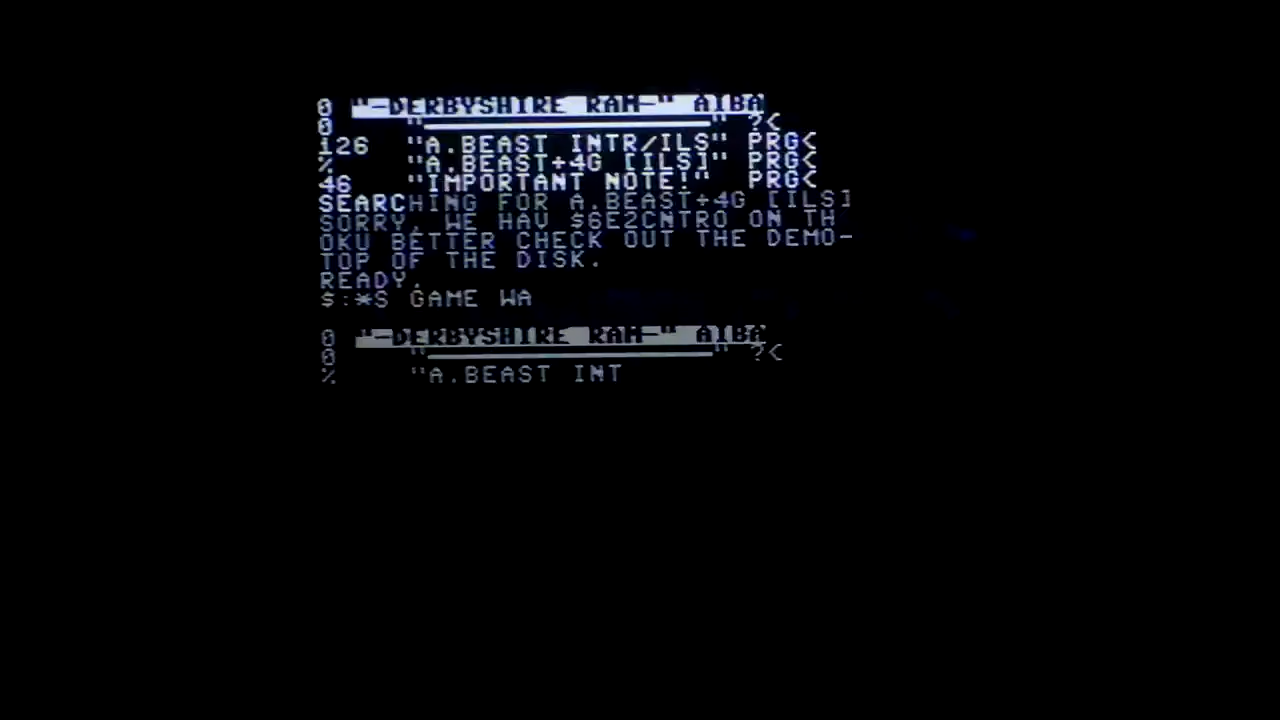 0 "-DERBYSHIRE RAM-" AIBA
0 "━━━━━━━━━━━━━━━━" ?<
126 "A.BEAST INTR/ILS" PRG<
% "A.BEAST+4G [ILS]" PRG<
46 "IMPORTANT NOTE!" PRG<
SEARCHING FOR A.BEAST+4G [ILS]
SORRY, WE HAV $6E2CNTRO ON TH
OKU BETTER CHECK OUT THE DEMO-
TOP OF THE DISK.
READY.
$:*S GAME WA
0 "-DERBYSHIRE RAM-" AIBA
0 "━━━━━━━━━━━━━━━━" ?<
% "A.BEAST INT